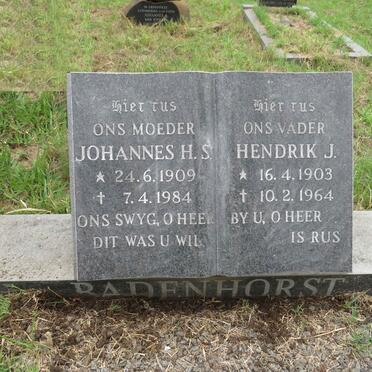 Hier rus
ONS MOEDER
JOHANNES H. S.
* 24.6.1909
† 7.4.1984
ONS SWYG, O HEER
DIT WAS U WIL
Hier rus
ONS VADER
HENDRIK J.
* 16.4.1903
† 10.2.1964
BY U, O HEER
IS RUS
BADENHORST